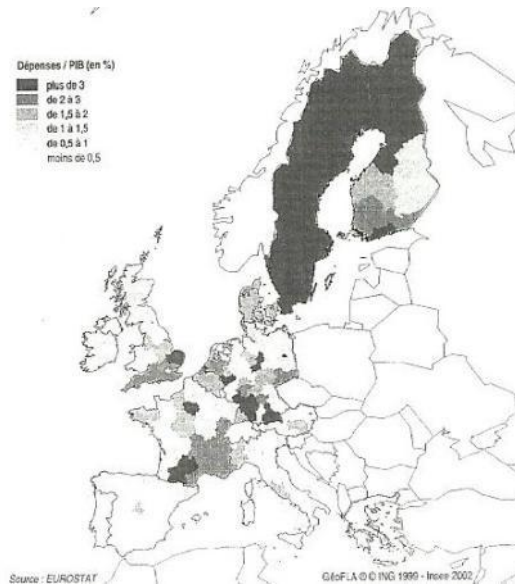 Dépenses / PIB (en %)
plus de 3
de 2 à 3
de 1,5 à 2
de 1 à 1,5
de 0,5 à 1
moins de 0,5
Source : EUROSTAT
GéoFLA © © ING 1999 - Insee 2002